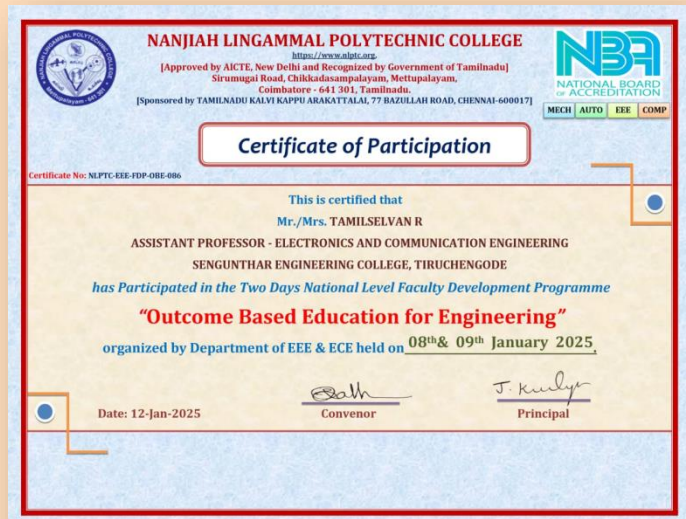 NANJIAH LINGAMMAL POLYTECHNIC COLLEGE
https://www.nlptc.org.
[Approved by AICTE, New Delhi and Recognized by Government of Tamilnadu]
Sirumugai Road, Chikkadasampalayam, Mettupalayam,
Coimbatore - 641 301, Tamilnadu.
[Sponsored by TAMILNADU KALVI KAPPU ARAKATTALAI, 77 BAZULLAH ROAD, CHENNAI-600017]
NBA
NATIONAL BOARD
OF ACCREDITATION
MECH AUTO EEE COMP
Certificate of Participation
Certificate No: NLPTC-EEE-FDP-OBE-086
This is certified that
Mr./Mrs. TAMILSELVAN R
ASSISTANT PROFESSOR - ELECTRONICS AND COMMUNICATION ENGINEERING
SENGUNTHAR ENGINEERING COLLEGE, TIRUCHENGODE
has Participated in the Two Days National Level Faculty Development Programme
“Outcome Based Education for Engineering”
organized by Department of EEE & ECE held on 08th& 09th January 2025.
Date: 12-Jan-2025
Convenor
Principal